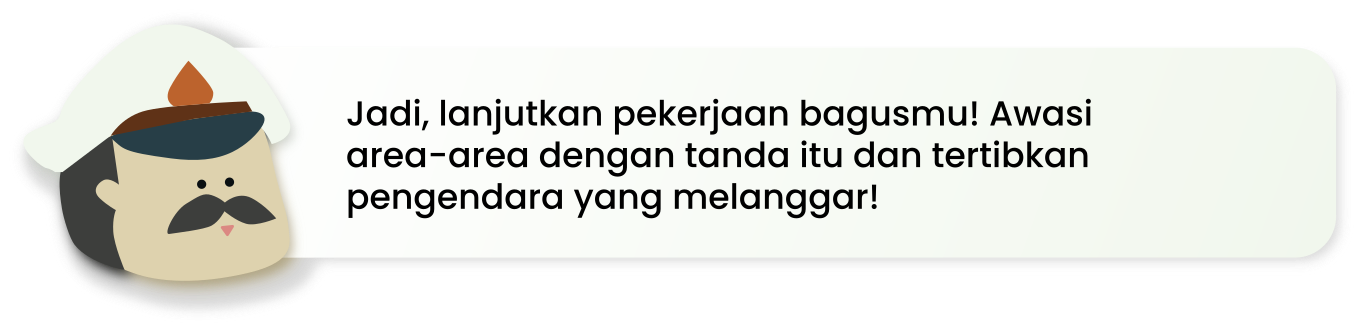 Jadi, lanjutkan pekerjaan bagusmu! Awasi
area-area dengan tanda itu dan tertibkan
pengendara yang melanggar!